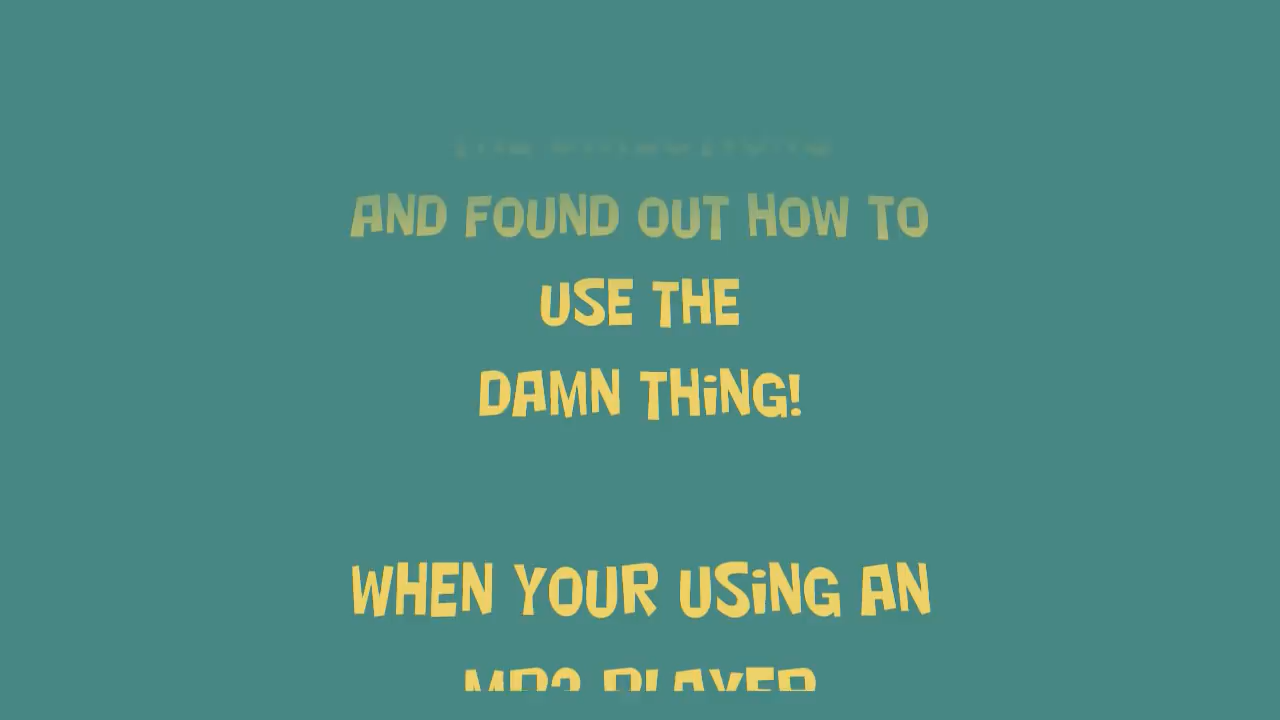 AND FOUND OUT HOW TO
USE THE
DAMN THiNG!
WHEN YOUR USiNG AN
MP3 PLAYER